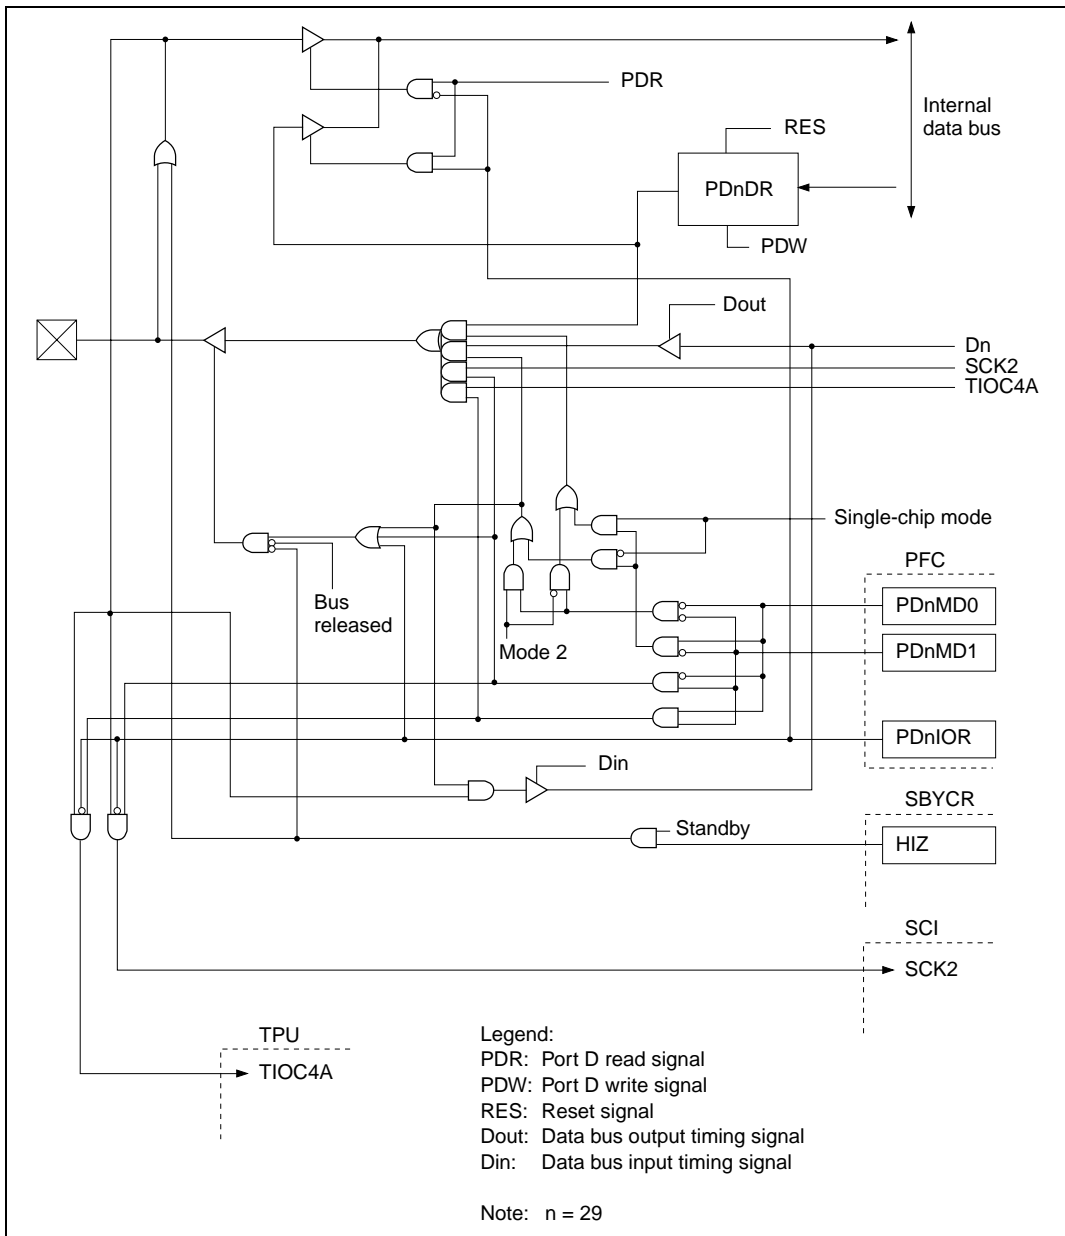 PDR
Internal
data bus
RES
PDnDR
PDW
Dout
Dn
SCK2
TIOC4A
Single-chip mode
PFC
PDnMD0
Bus
released
Mode 2
PDnMD1
PDnIOR
Din
SBYCR
Standby
HIZ
SCI
SCK2
TPU
TIOC4A
Legend:
PDR: Port D read signal
PDW: Port D write signal
RES: Reset signal
Dout: Data bus output timing signal
Din: Data bus input timing signal
Note: n = 29